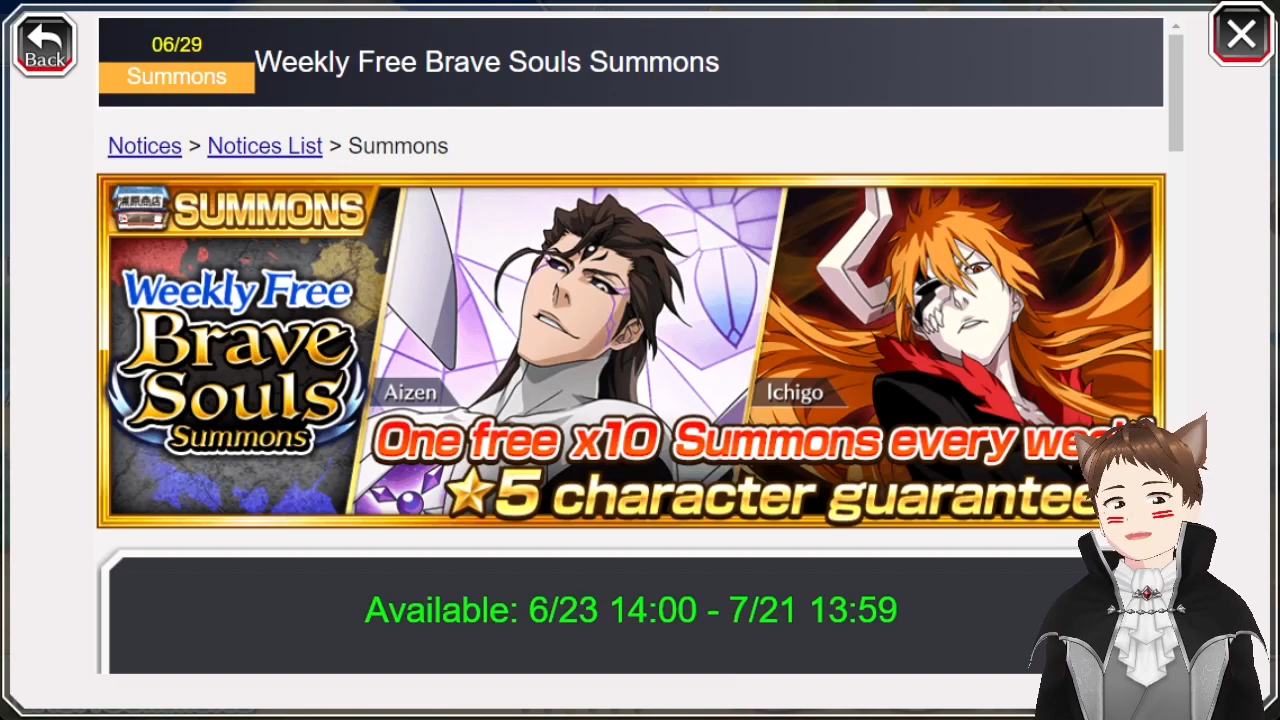 Back
06/29
Summons
Weekly Free Brave Souls Summons
Notices > Notices List > Summons
SUMMONS
Weekly Free
Brave
Souls
Summons
Aizen
Ichigo
One free x10 Summons every
★5 character guarantee
Available: 6/23 14:00 - 7/21 13:59